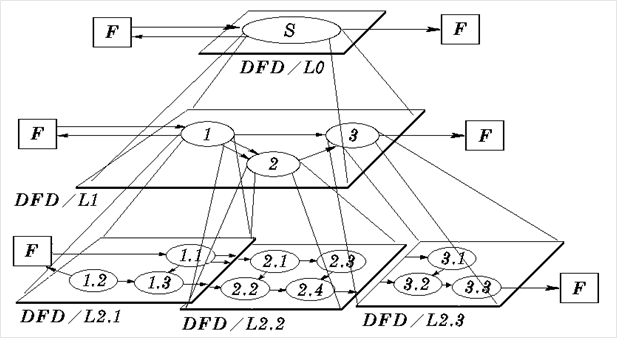 F S F
DFD/L0
F 1 3 F
2
DFD/L1
F 1.1 2.1 2.3 3.1
1.2 1.3 2.2 2.4 3.2 3.3 F
DFD/L2.1 DFD/L2.2 DFD/L2.3